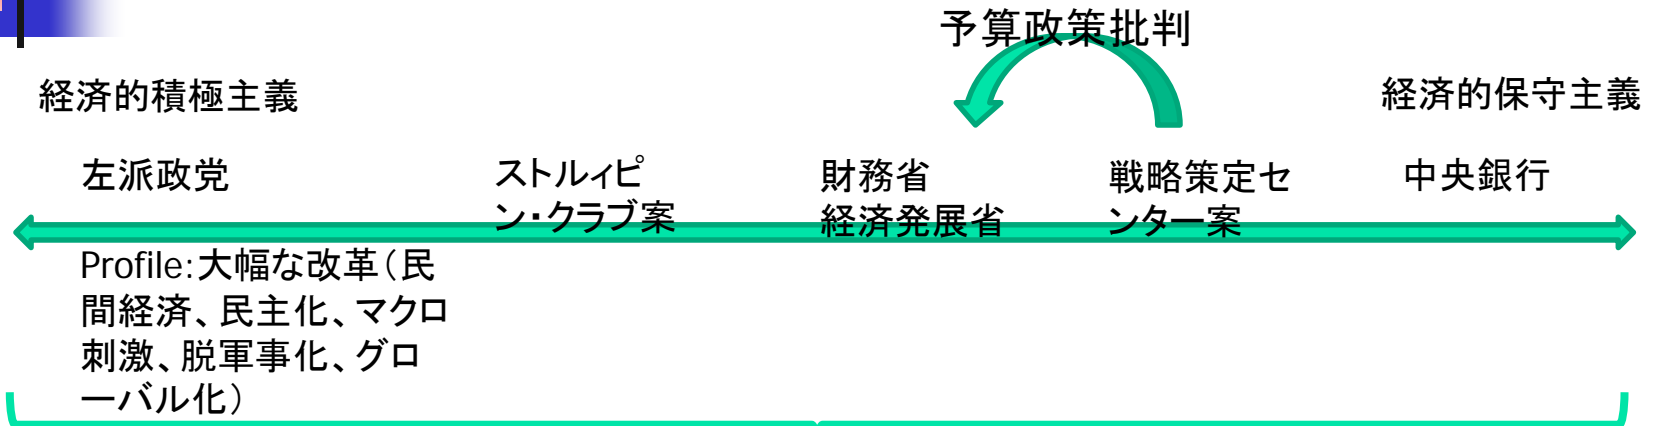 予算政策批判
経済的積極主義
経済的保守主義
左派政党
ストルィピ
ン・クラブ案
財務省
経済発展省
戦略策定セ
ンター案
中央銀行
Profile:大幅な改革（民
間経済、民主化、マクロ
刺激、脱軍事化、グロ
ーバル化）